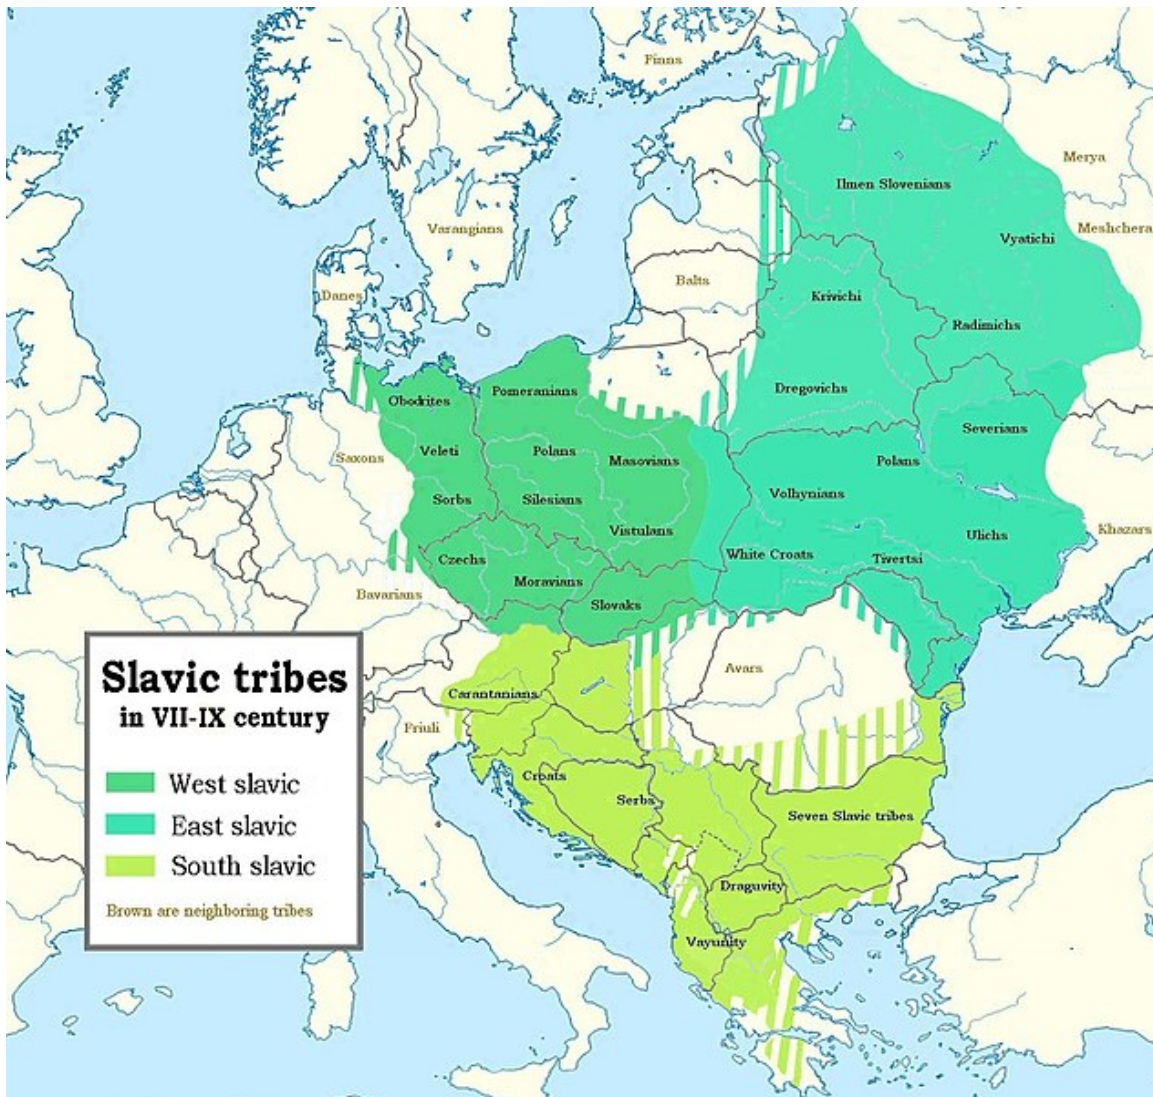 Finns
Merya
Ilmen Slovenians
Varangians
Meshchera
Vyatichi
Balts
Danes
Krivichi
Radimichs
Dregovichs
Pomeranians
Obodrites
Severians
Veleti
Polans
Saxons
Masovians
Polans
Sorbs
Silesians
Volhynians
Vistulans
Khazars
Ulichs
Czechs
White Croats
Tivertsi
Moravians
Bavarians
Slovaks
Avars
Carantanians
Friuli
Croats
Serbs
Seven Slavic tribes
Draguvity
Vayunity
Slavic tribes
in VII-IX century
West slavic
East slavic
South slavic
Brown are neighboring tribes